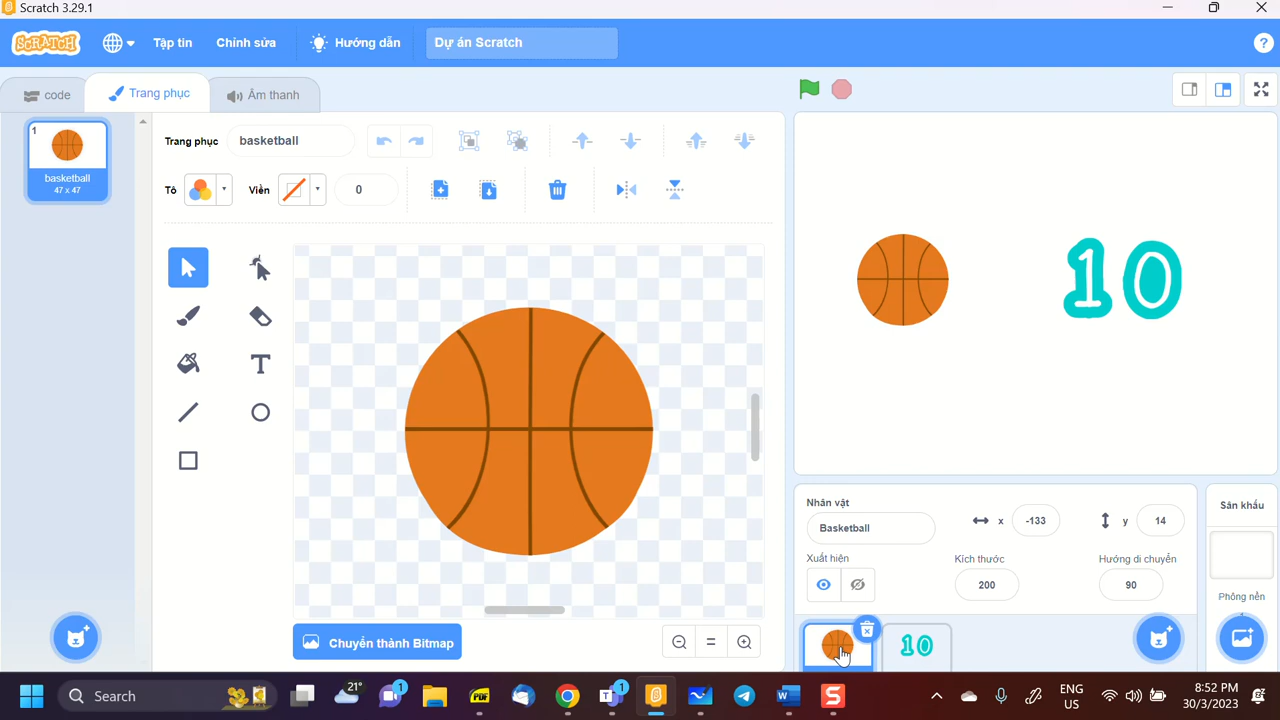 Scratch 3.29.1
SCRATCH
Tập tin
Chỉnh sửa
Hướng dẫn
Dự án Scratch
?
code
Trang phục
Âm thanh
1
basketball
47 x 47
Trang phục
basketball
Tô
Viền
0
T
Chuyển thành Bitmap
10
Nhân vật
Basketball
x
-133
y
14
Xuất hiện
Kích thước
Hướng di chuyển
200
90
10
Sân khấu
Phông nền
Search
21°
1
PDF
1
W
S
ENG
US
8:52 PM
30/3/2023